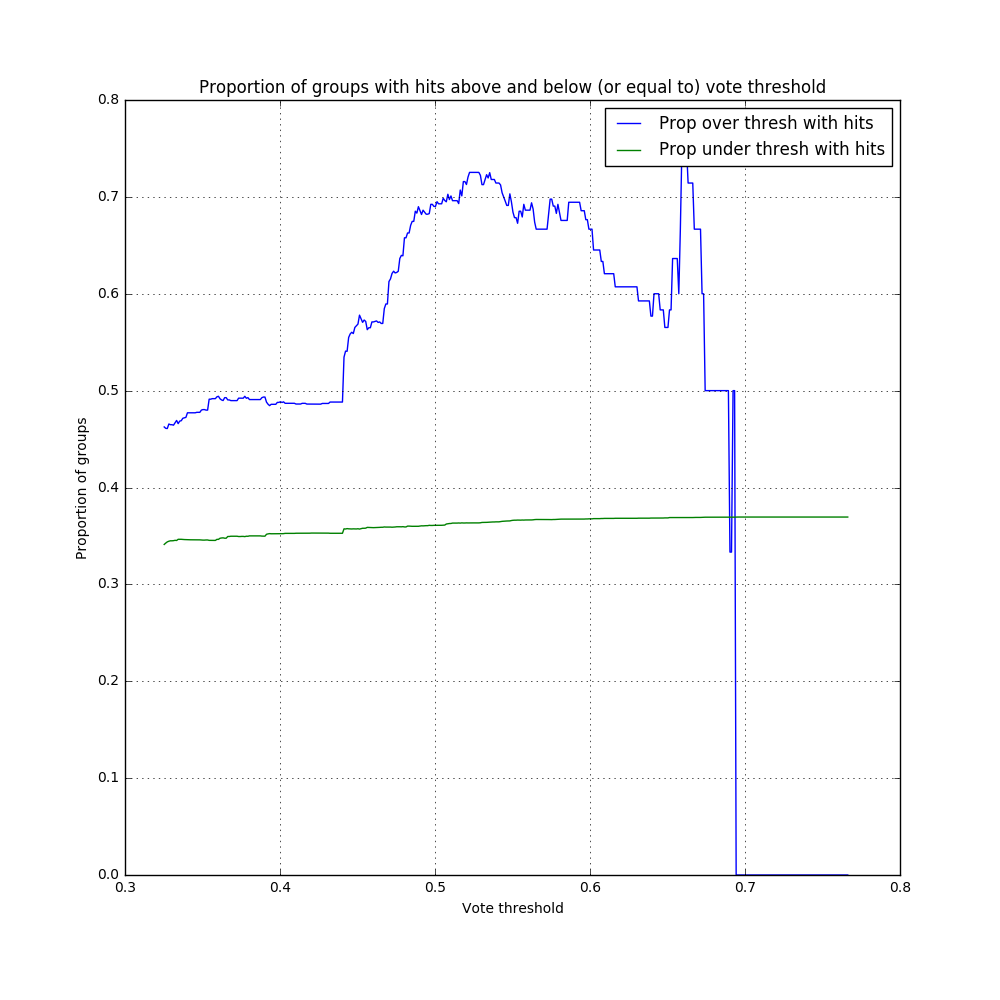 Proportion of groups with hits above and below (or equal to) vote threshold
Prop over thresh with hits
Prop under thresh with hits
0.8
0.7
0.6
0.5
0.4
0.3
0.2
0.1
0.0
Proportion of groups
0.3 0.4 0.5 0.6 0.7 0.8
Vote threshold